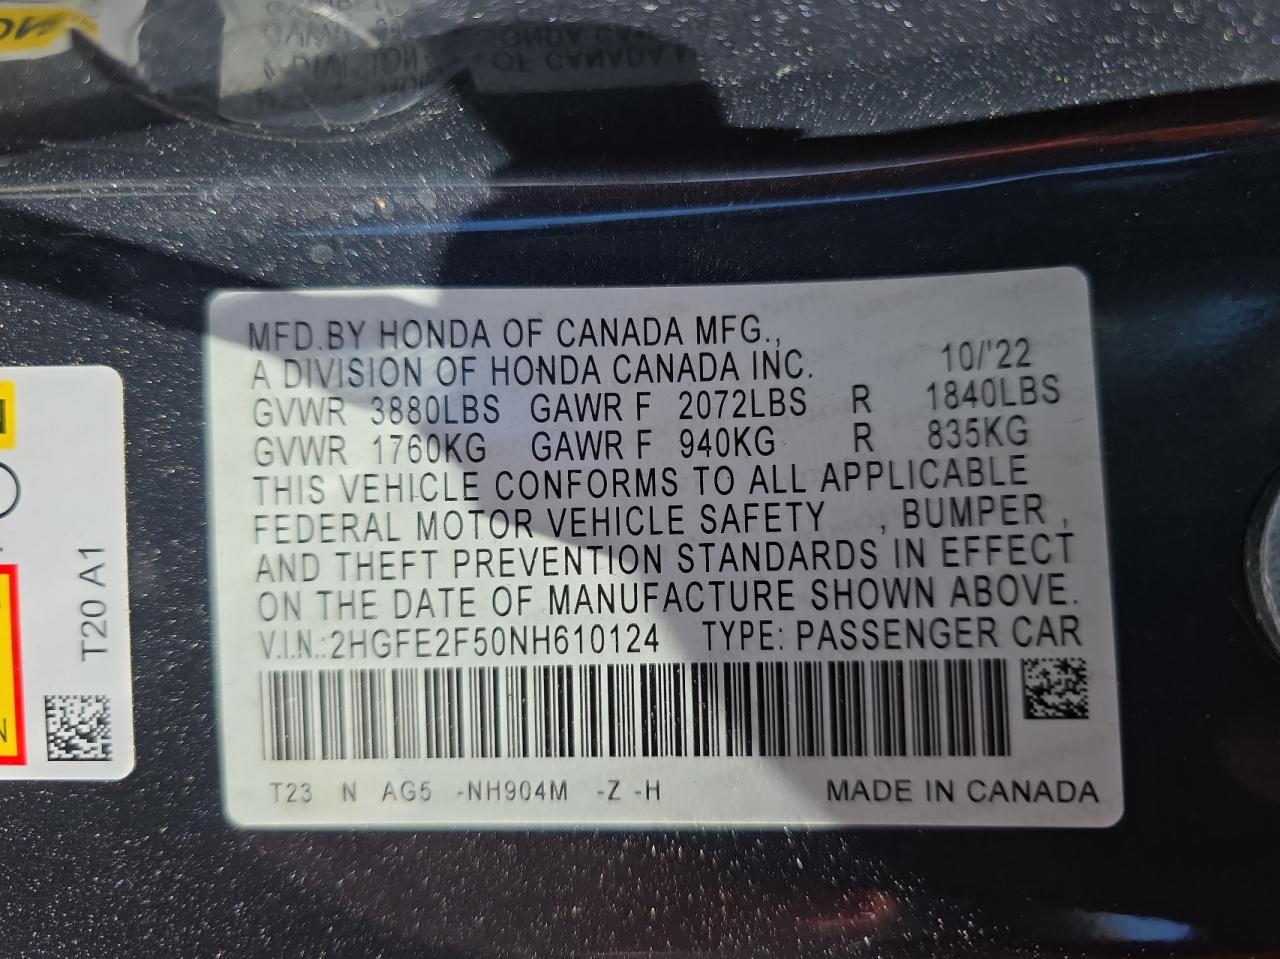 MFD.BY HONDA OF CANADA MFG.,
A DIVISION OF HONDA CANADA INC. 10/'22
GVWR 3880LBS GAWR F 2072LBS R 1840LBS
GVWR 1760KG GAWR F 940KG R 835KG
THIS VEHICLE CONFORMS TO ALL APPLICABLE
FEDERAL MOTOR VEHICLE SAFETY , BUMPER ,
AND THEFT PREVENTION STANDARDS IN EFFECT
ON THE DATE OF MANUFACTURE SHOWN ABOVE.
V.I.N.:2HGFE2F50NH610124 TYPE: PASSENGER CAR
T23 N AG5 -NH904M -Z -H MADE IN CANADA
T20 A1